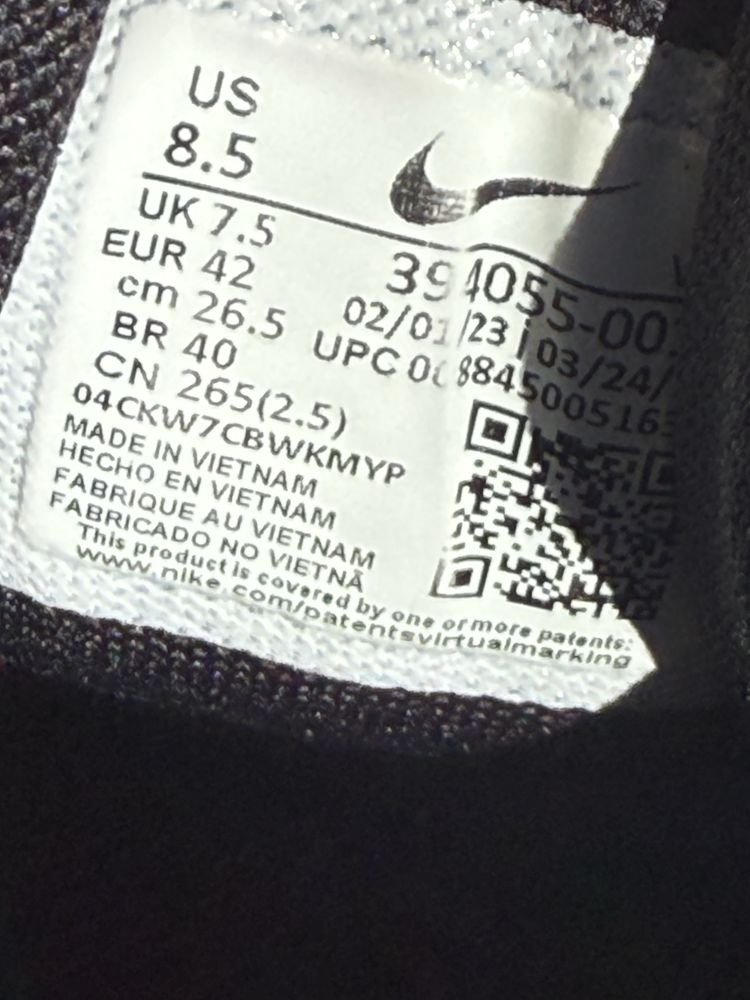 US
8.5
UK 7.5
EUR 42
cm 26.5
BR 40
CN 265(2.5)
04CKW7CBWKMYP
MADE IN VIETNAM
HECHO EN VIETNAM
FABRIQUE AU VIETNAM
FABRICADO NO VIETNÃ
This product is covered by one or more patents:
www.nike.com/patentsvirtualmarking
UPC